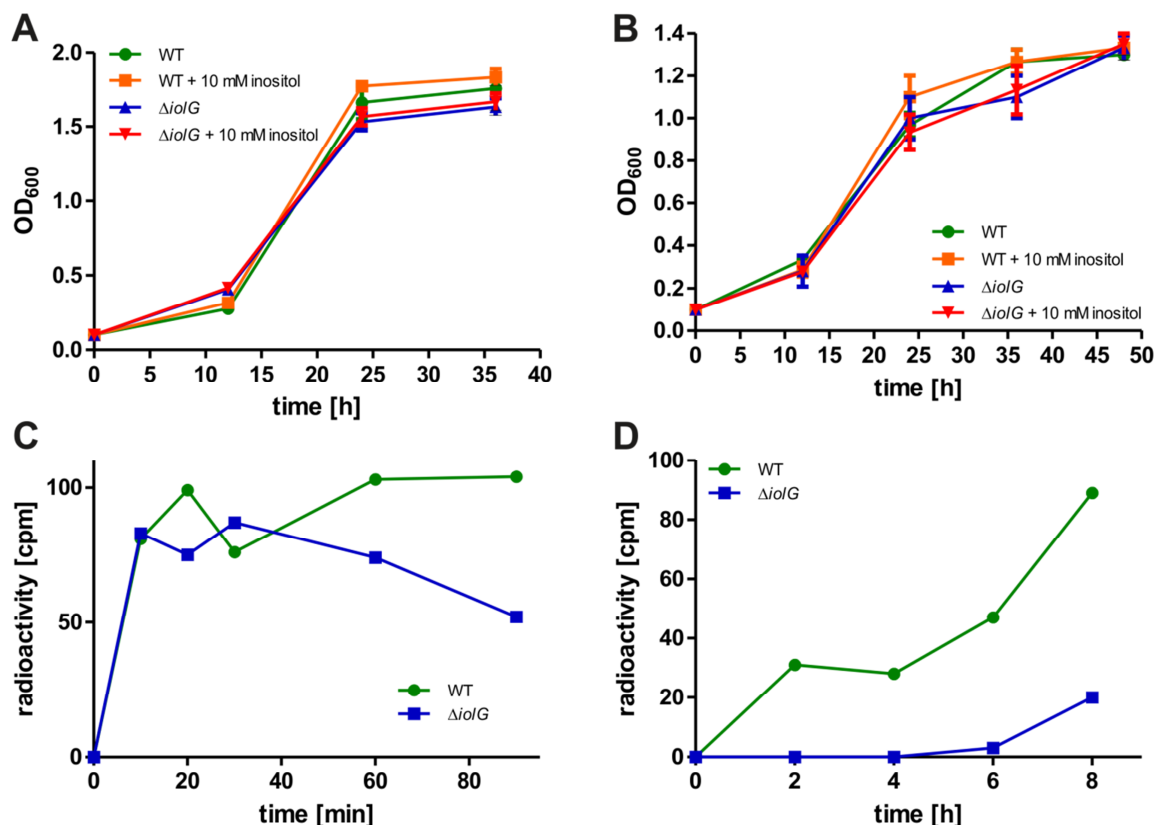 A
WT
WT + 10 mM inositol
ΔiolG
ΔiolG + 10 mM inositol
OD600
2.0
1.5
1.0
0.5
0.0
0 5 10 15 20 25 30 35 40
time [h]
B
WT
WT + 10 mM inositol
ΔiolG
ΔiolG + 10 mM inositol
OD600
1.4
1.2
1.0
0.8
0.6
0.4
0.2
0.0
0 5 10 15 20 25 30 35 40 45 50
time [h]
C
WT
ΔiolG
radioactivity [cpm]
100
50
0
0 20 40 60 80
time [min]
D
WT
ΔiolG
radioactivity [cpm]
100
80
60
40
20
0
0 2 4 6 8
time [h]